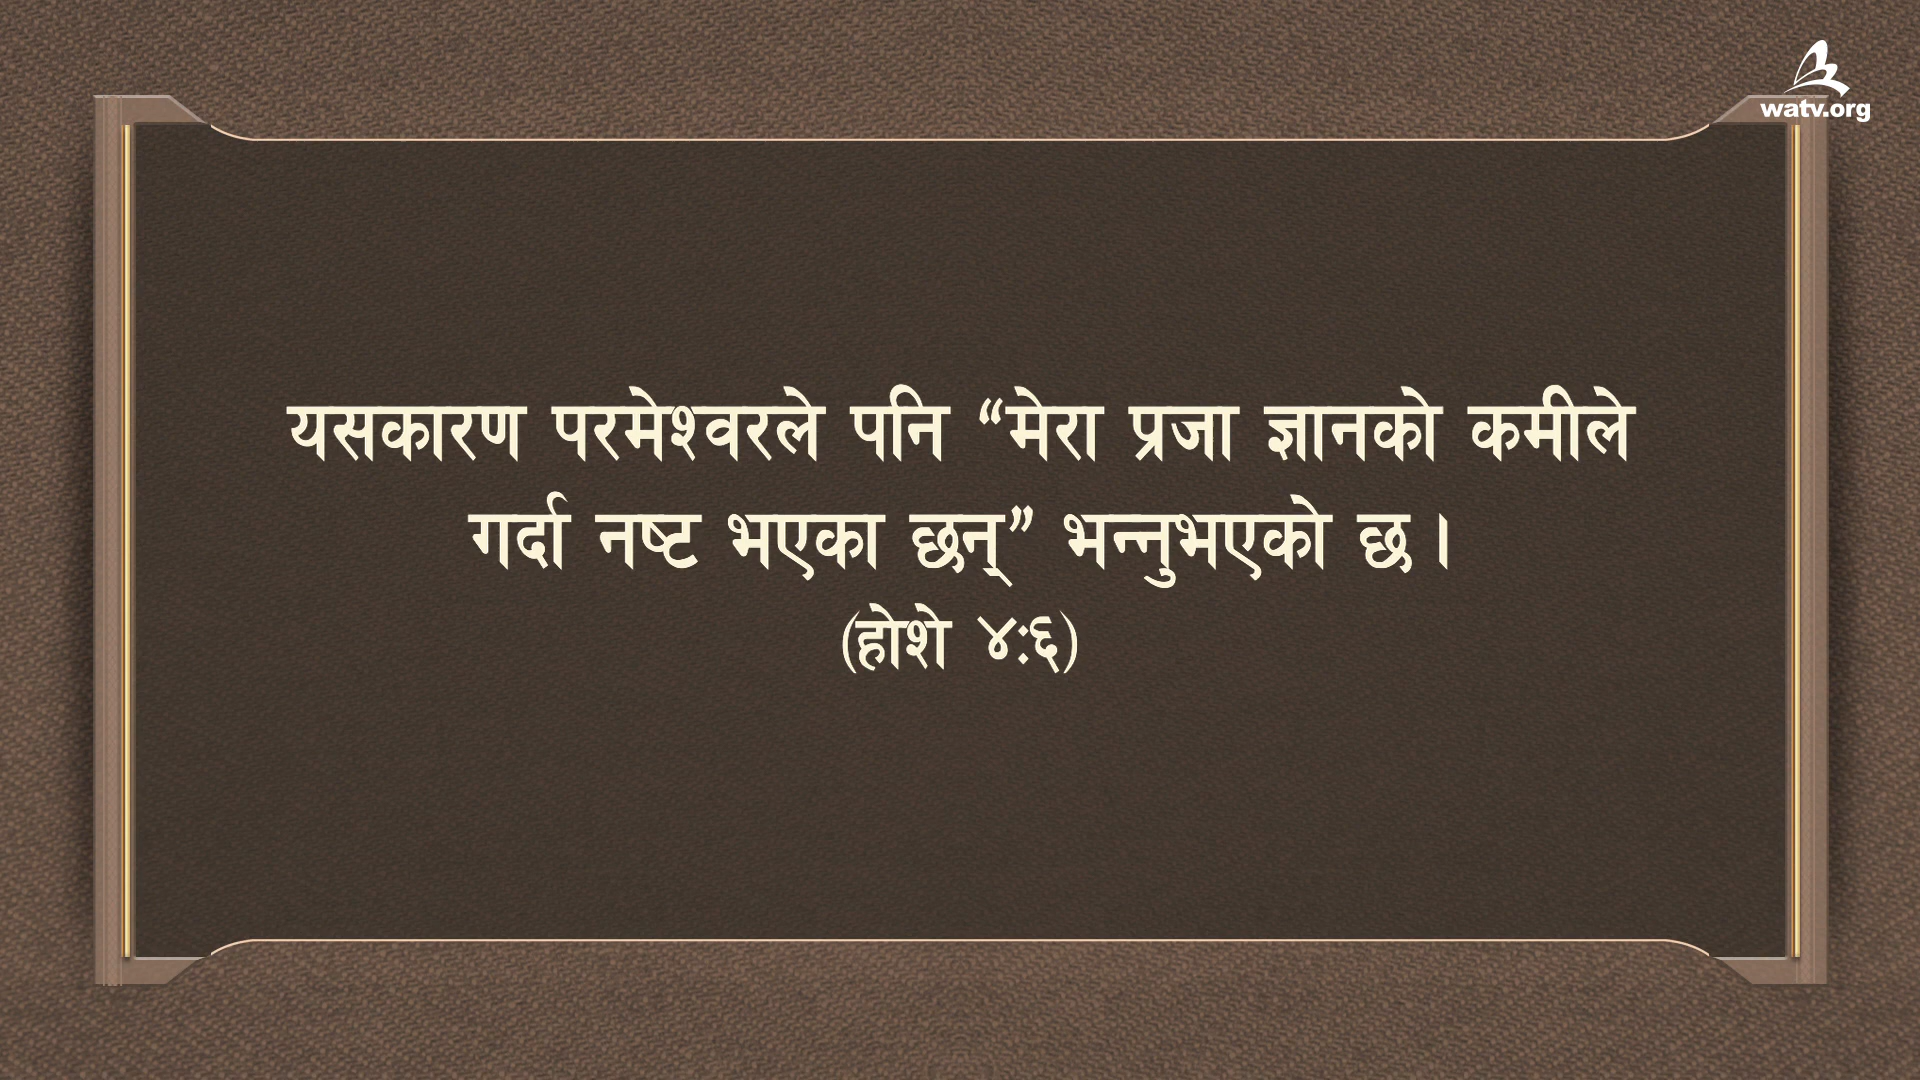 watv.org
यसकारण परमेश्वरले पनि “मेरा प्रजा ज्ञानको कमीले
गर्दा नष्ट भएका छन्” भन्नुभएको छ ।
(होशे ४:६)